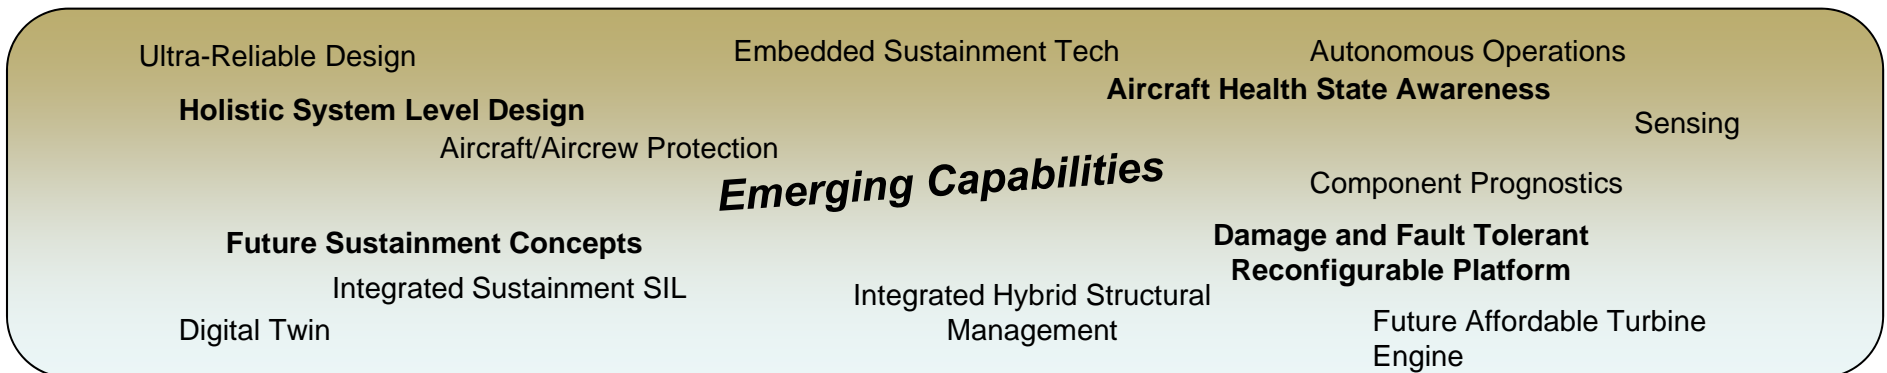 Ultra-Reliable Design
Embedded Sustainment Tech
Autonomous Operations
Aircraft Health State Awareness
Holistic System Level Design
Sensing
Aircraft/Aircrew Protection
Emerging Capabilities
Component Prognostics
Future Sustainment Concepts
Damage and Fault Tolerant
Reconfigurable Platform
Integrated Sustainment SIL
Integrated Hybrid Structural
Management
Digital Twin
Future Affordable Turbine
Engine